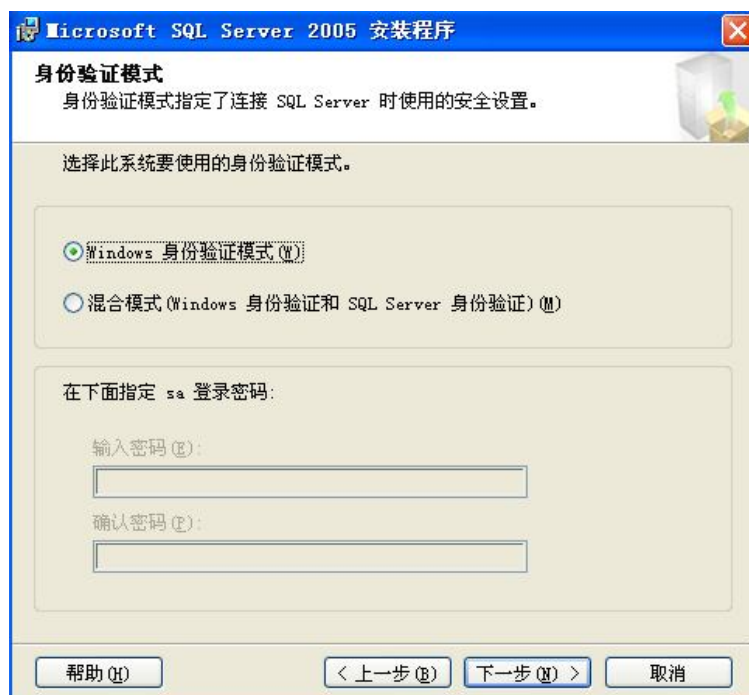 Microsoft SQL Server 2005 安装程序
身份验证模式
身份验证模式指定了连接 SQL Server 时使用的安全设置。
选择此系统要使用的身份验证模式。
Windows 身份验证模式(W)
混合模式(Windows 身份验证和 SQL Server 身份验证)(M)
在下面指定 sa 登录密码:
输入密码(E):
确认密码(P):
帮助(H)
< 上一步(B)
下一步(N) >
取消